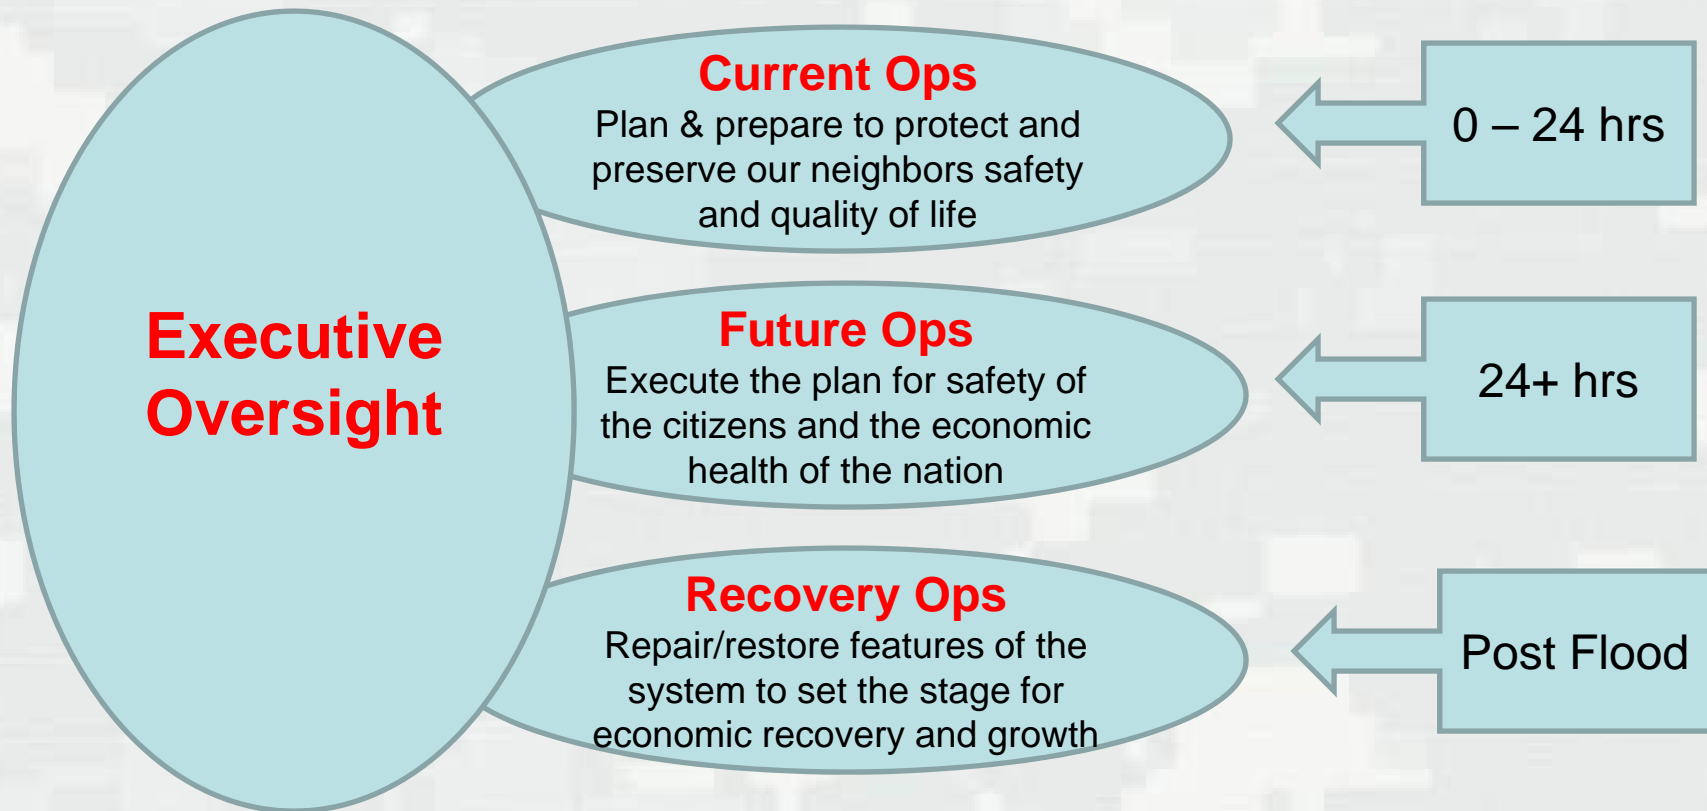 Executive
Oversight
Current Ops
Plan & prepare to protect and
preserve our neighbors safety
and quality of life
0 – 24 hrs
Future Ops
Execute the plan for safety of
the citizens and the economic
health of the nation
24+ hrs
Recovery Ops
Repair/restore features of the
system to set the stage for
economic recovery and growth
Post Flood